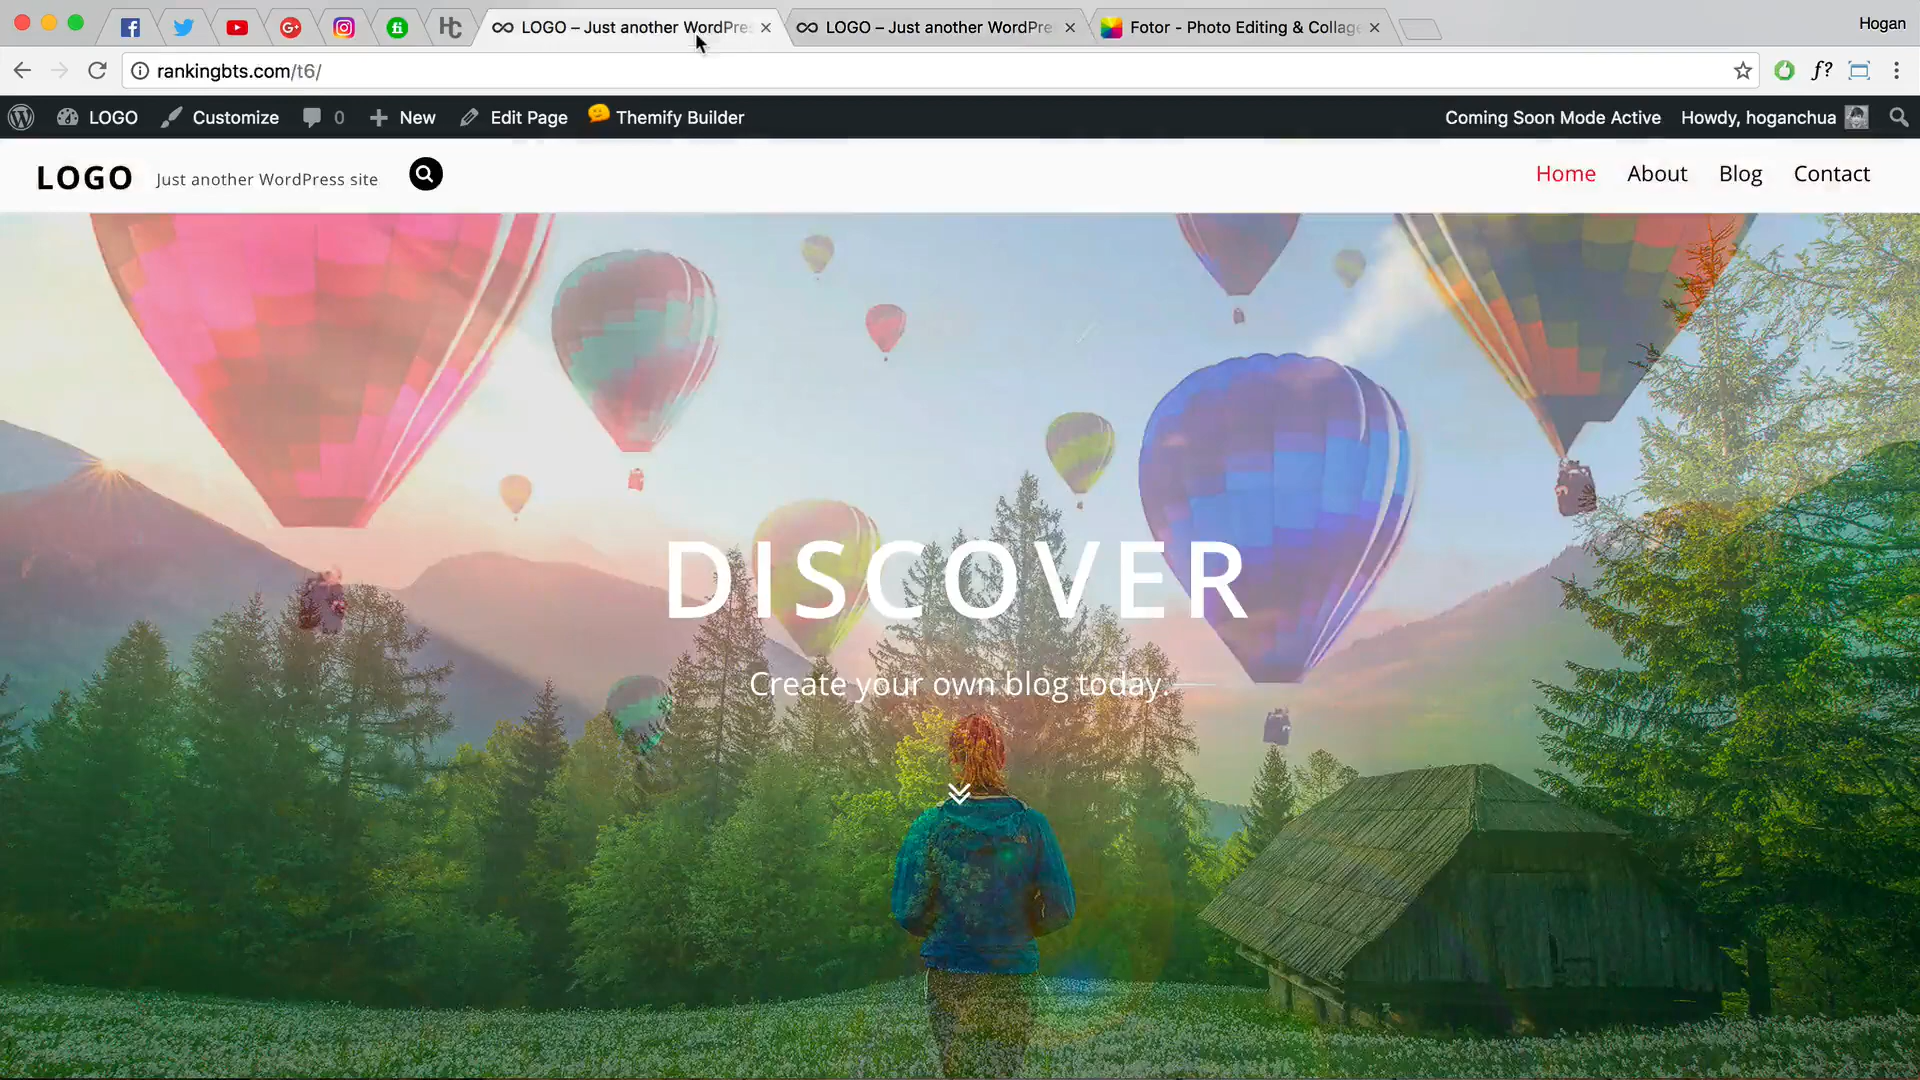 LOGO – Just another WordPre
LOGO – Just another WordPre
Fotor - Photo Editing & Collage
Hogan
rankingbts.com/t6/
f?
LOGO
Customize
0
New
Edit Page
Themify Builder
Coming Soon Mode Active
Howdy, hoganchua
LOGO
Just another WordPress site
Home
About
Blog
Contact
DISCOVER
Create your own blog today.